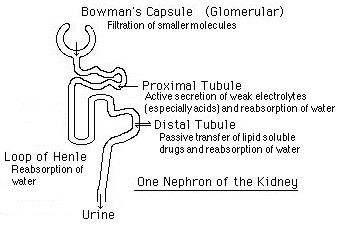 Bowman's Capsule (Glomerular)
Filtration of smaller molecules
Proximal Tubule
Active secretion of weak electrolytes
(especially acids) and reabsorption of water
Distal Tubule
Passive transfer of lipid soluble
drugs and reabsorption of water
Loop of Henle
Reabsorption of
water
One Nephron of the Kidney
Urine